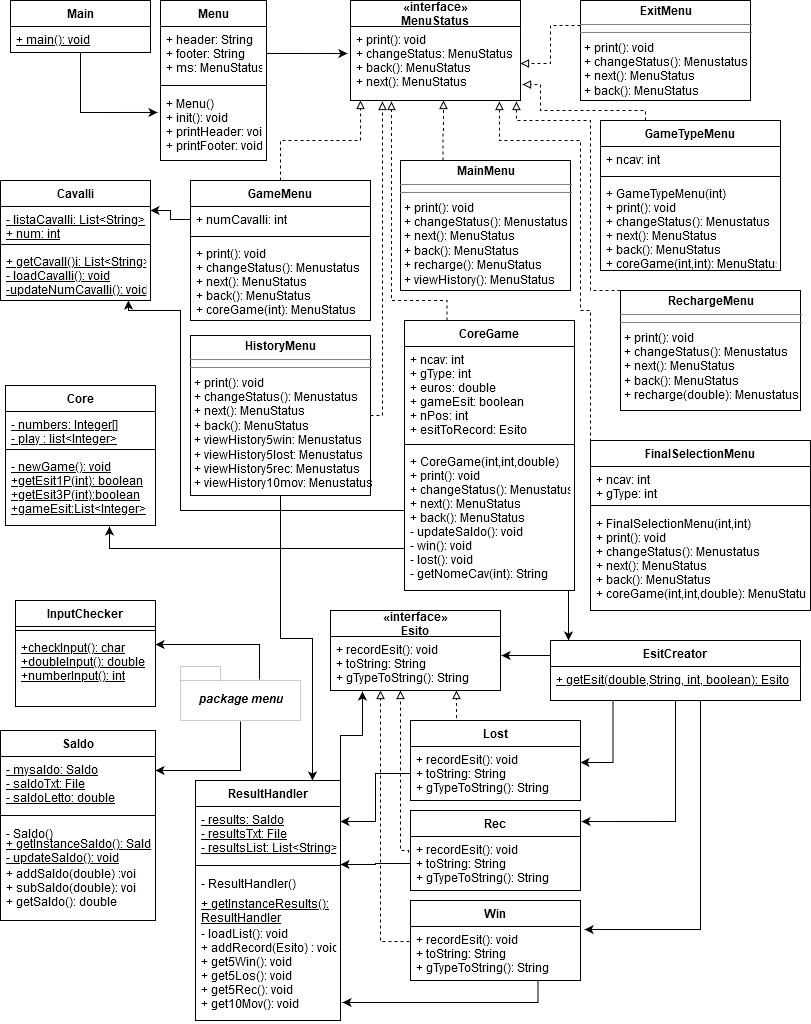 Main
+ main(): void
Menu
+ header: String
+ footer: String
+ ms: MenuStatus
+ Menu()
+ init(): void
+ printHeader: voi
+ printFooter: void
«interface»
MenuStatus
+ print(): void
+ changeStatus: MenuStatus
+ back(): MenuStatus
+ next(): MenuStatus
ExitMenu
+ print(): void
+ changeStatus(): MenuStatus
+ next(): MenuStatus
+ back(): MenuStatus
GameTypeMenu
+ ncav: int
+ GameTypeMenu(int)
+ print(): void
+ changeStatus(): Menustatus
+ next(): MenuStatus
+ back(): MenuStatus
+ coreGame(int,int): MenuStatus
Cavalli
- listaCavalli: List<String>
+ num: int
+ getCavall()i: List<String>
- loadCavalli(): void
-updateNumCavalli(): void
GameMenu
+ numCavalli: int
+ print(): void
+ changeStatus(): Menustatus
+ next(): MenuStatus
+ back(): MenuStatus
+ coreGame(int): MenuStatus
MainMenu
+ print(): void
+ changeStatus(): Menustatus
+ next(): MenuStatus
+ back(): MenuStatus
+ recharge(): MenuStatus
+ viewHistory(): MenuStatus
RechargeMenu
+ print(): void
+ changeStatus(): Menustatus
+ next(): MenuStatus
+ back(): MenuStatus
+ recharge(double): Menustatus
HistoryMenu
+ print(): void
+ changeStatus(): Menustatus
+ next(): MenuStatus
+ back(): MenuStatus
+ viewHistory5win: MenuStatus
+ viewHistory5lost: MenuStatus
+ viewHistory5rec: MenuStatus
+ viewHistory10mov: MenuStatus
CoreGame
+ ncav: int
+ gType: int
+ euros: double
+ gameEsit: boolean
+ nPos: int
+ esitToRecord: Esito
+ CoreGame(int,int,double)
+ print(): void
+ changeStatus(): Menustatus
+ next(): MenuStatus
+ back(): MenuStatus
- updateSaldo(): void
- win(): void
- lost(): void
- getNomeCav(int): String
Core
- numbers: Integer[]
- play : list<Integer>
- newGame(): void
+getEsit1P(int): boolean
+getEsit3P(int):boolean
+gameEsit:List<Integer>
FinalSelectionMenu
+ ncav: int
+ gType: int
+ FinalSelectionMenu(int,int)
+ print(): void
+ changeStatus(): Menustatus
+ next(): MenuStatus
+ back(): MenuStatus
+ coreGame(int,int,double): MenuStatu
InputChecker
+checkInput(): char
+doubleInput(): double
+numberInput(): int
package menu
«interface»
Esito
+ recordEsit(): void
+ toString: String
+ gTypeToString(): String
EsitCreator
+ getEsit(double,String, int, boolean): Esito
Saldo
- mysaldo: Saldo
- saldoTxt: File
- saldoLetto: double
- Saldo()
+ getInstanceSaldo(): Sald
- updateSaldo(): void
+ addSaldo(double) :voi
+ subSaldo(double): voi
+ getSaldo(): double
ResultHandler
- results: Saldo
- resultsTxt: File
- resultsList: List<String>
- ResultHandler()
+ getInstanceResults():
ResultHandler
- loadList(): void
+ addRecord(Esito) : void
+ get5Win(): void
+ get5Los(): void
+ get5Rec(): void
+ get10Mov(): void
Lost
+ recordEsit(): void
+ toString: String
+ gTypeToString(): String
Rec
+ recordEsit(): void
+ toString: String
+ gTypeToString(): String
Win
+ recordEsit(): void
+ toString: String
+ gTypeToString(): String